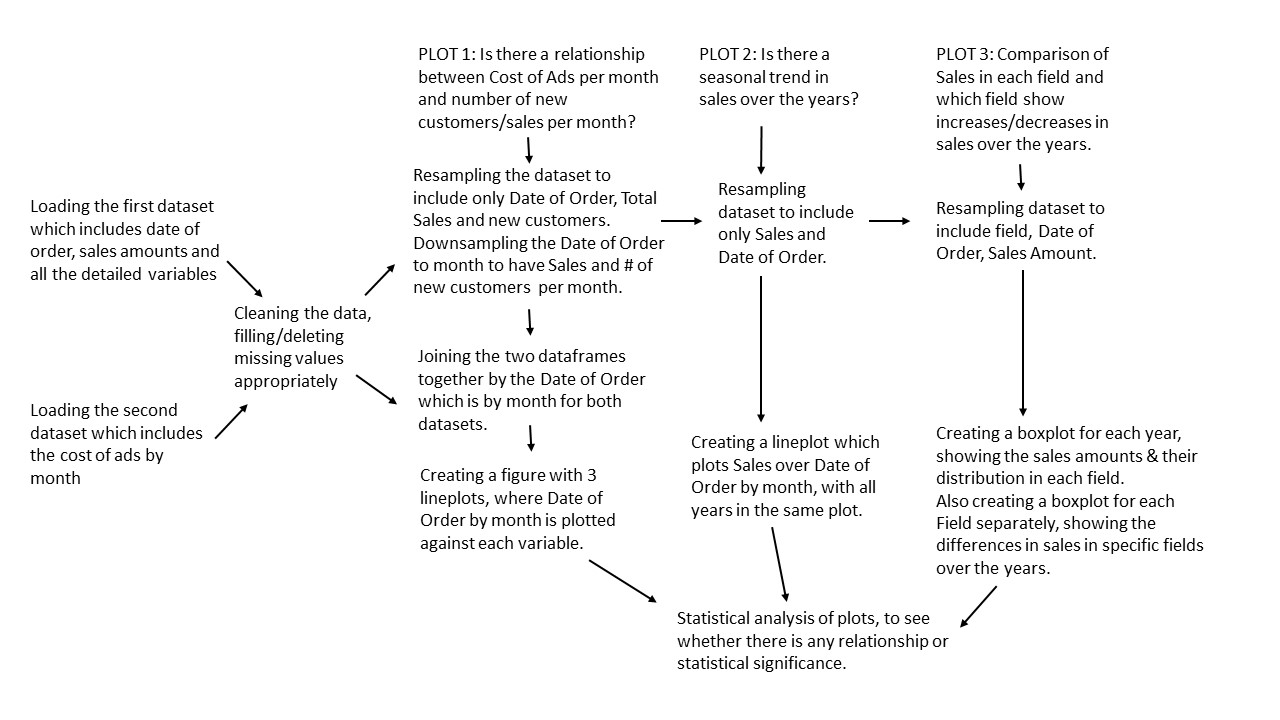 PLOT 1: Is there a relationship
between Cost of Ads per month
and number of new
customers/sales per month?
PLOT 2: Is there a
seasonal trend in
sales over the years?
PLOT 3: Comparison of
Sales in each field and
which field show
increases/decreases in
sales over the years.
Loading the first dataset
which includes date of
order, sales amounts and
all the detailed variables
Loading the second
dataset which includes
the cost of ads by
month
Cleaning the data,
filling/deleting
missing values
appropriately
Resampling the dataset to
include only Date of Order, Total
Sales and new customers.
Downsampling the Date of Order
to month to have Sales and # of
new customers per month.
Resampling
dataset to include
only Sales and
Date of Order.
Resampling dataset to
include field, Date of
Order, Sales Amount.
Joining the two dataframes
together by the Date of Order
which is by month for both
datasets.
Creating a figure with 3
lineplots, where Date of
Order by month is plotted
against each variable.
Creating a lineplot which
plots Sales over Date of
Order by month, with all
years in the same plot.
Creating a boxplot for each year,
showing the sales amounts & their
distribution in each field.
Also creating a boxplot for each
Field separately, showing the
differences in sales in specific fields
over the years.
Statistical analysis of plots, to see
whether there is any relationship or
statistical significance.